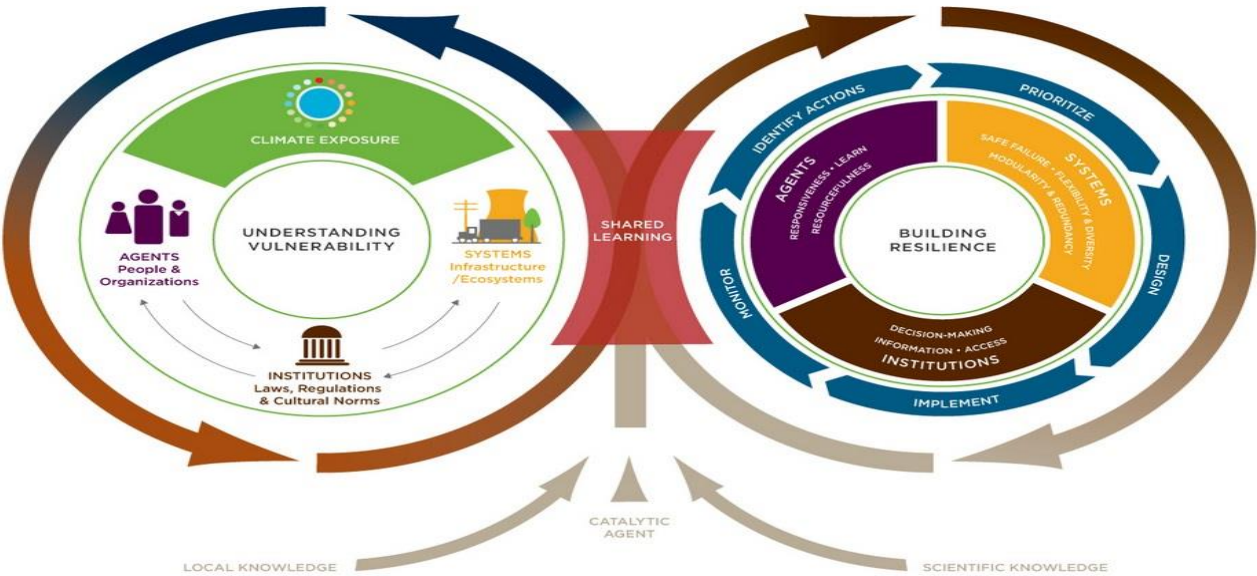 CLIMATE EXPOSURE
UNDERSTANDING
VULNERABILITY
AGENTS
People &
Organizations
SYSTEMS
Infrastructure
/Ecosystems
INSTITUTIONS
Laws, Regulations
& Cultural Norms
SHARED
LEARNING
IDENTIFY ACTIONS
PRIORITIZE
DESIGN
IMPLEMENT
MONITOR
AGENTS
RESPONSIVENESS • LEARN
RESOURCEFULNESS
SYSTEMS
SAFE FAILURE • FLEXIBILITY & DIVERSITY
MODULARITY & REDUNDANCY
BUILDING
RESILIENCE
DECISION-MAKING
INFORMATION • ACCESS
INSTITUTIONS
CATALYTIC
AGENT
LOCAL KNOWLEDGE
SCIENTIFIC KNOWLEDGE